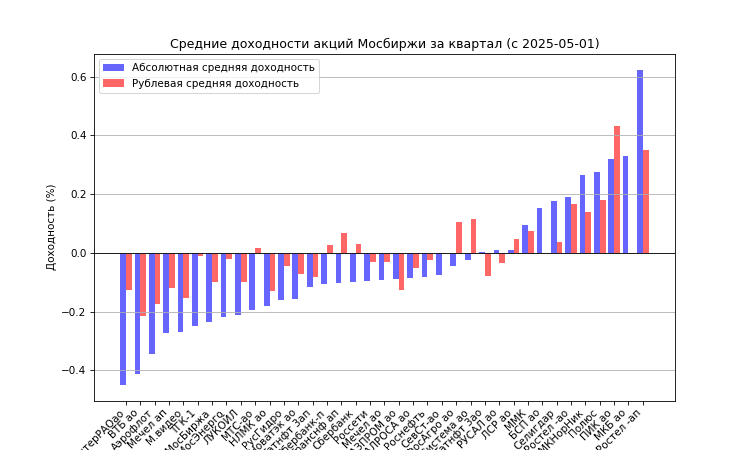 Средние доходности акций Мосбиржи за квартал (с 2025-05-01)
Абсолютная средняя доходность
Рублевая средняя доходность
Доходность (%)
0.6
0.4
0.2
0.0
−0.2
−0.4
ВТБ ао
Аэрофлот
Мечел ап
М.видео
ТГК-1
МосБиржа
МосЭнерго
ЛУКОЙЛ
МТС-ао
НЛМК ао
РусГидро
Сбербанк
Россети
Мечел ао
Роснефть
СевСт-ао
РУСАЛ ао
ЛСР ао
ММК
БСП ао
Селигдар
Ростел -ао
Полюс
ПИК ао
МКБ ао
Ростел -ап